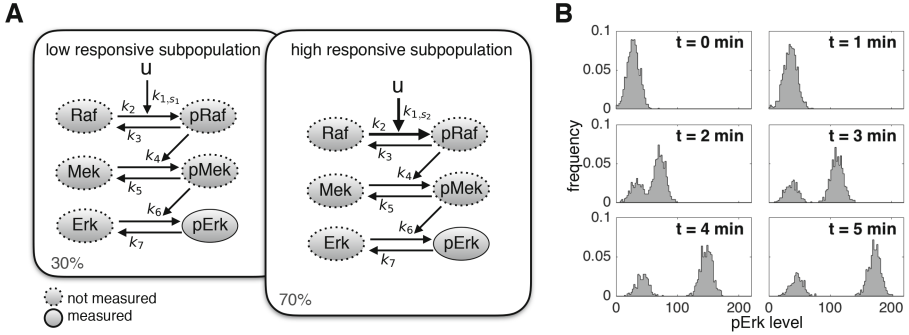 A
low responsive subpopulation
u
k1,s1
k2
Raf
pRaf
k3
k4
Mek
pMek
k5
k6
Erk
pErk
k7
30%
high responsive subpopulation
u
k1,s2
k2
Raf
pRaf
k3
k4
Mek
pMek
k5
k6
Erk
pErk
k7
70%
not measured
measured
B
frequency
0.1
0.05
0
t = 0 min
t = 1 min
0.1
0.05
0
t = 2 min
t = 3 min
0.1
0.05
0
t = 4 min
t = 5 min
0 100 200
0 100 200
pErk level